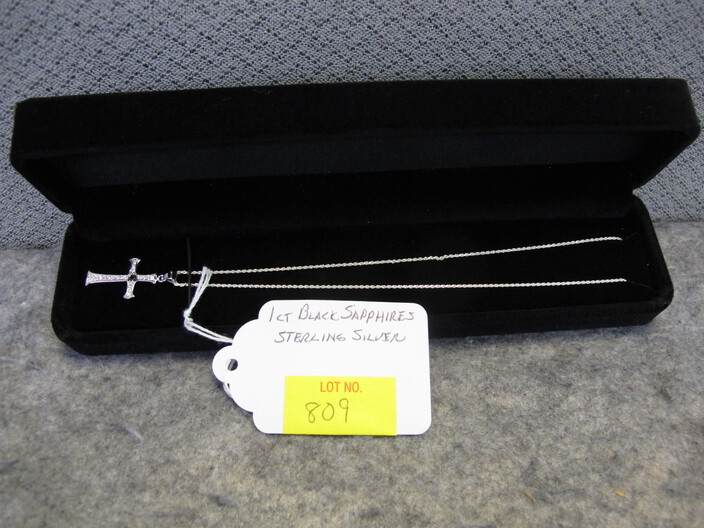 1CT BLACK SAPPHIRES
STERLING SILVER
LOT NO.
809